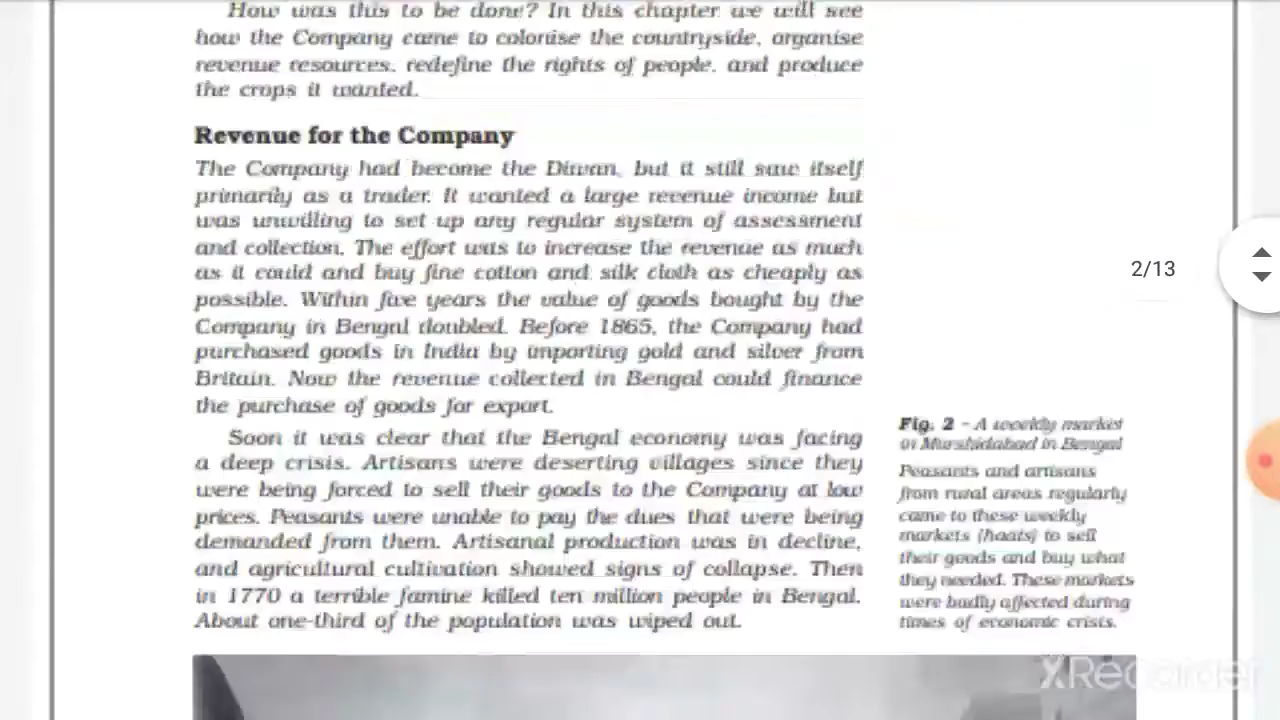 How was this to be done? In this chapter we will see
how the Company came to colonise the countryside, organise
revenue resources, redefine the rights of people, and produce
the crops it wanted.
Revenue for the Company
The Company had become the Diwan, but it still saw itself
primarily as a trader. It wanted a large revenue income but
was unwilling to set up any regular system of assessment
and collection. The effort was to increase the revenue as much
as it could and buy fine cotton and silk cloth as cheaply as
possible. Within five years the value of goods bought by the
Company in Bengal doubled. Before 1865, the Company had
purchased goods in India by importing gold and silver from
Britain. Now the revenue collected in Bengal could finance
the purchase of goods for export.
Soon it was clear that the Bengal economy was facing
a deep crisis. Artisans were deserting villages since they
were being forced to sell their goods to the Company at low
prices. Peasants were unable to pay the dues that were being
demanded from them. Artisanal production was in decline,
and agricultural cultivation showed signs of collapse. Then
in 1770 a terrible famine killed ten million people in Bengal.
About one-third of the population was wiped out.
2/13
Fig. 2 – A weekly market
in Murshidabad in Bengal
Peasants and artisans
from rural areas regularly
came to these weekly
markets (haats) to sell
their goods and buy what
they needed. These markets
were badly affected during
times of economic crisis.
XRecorder